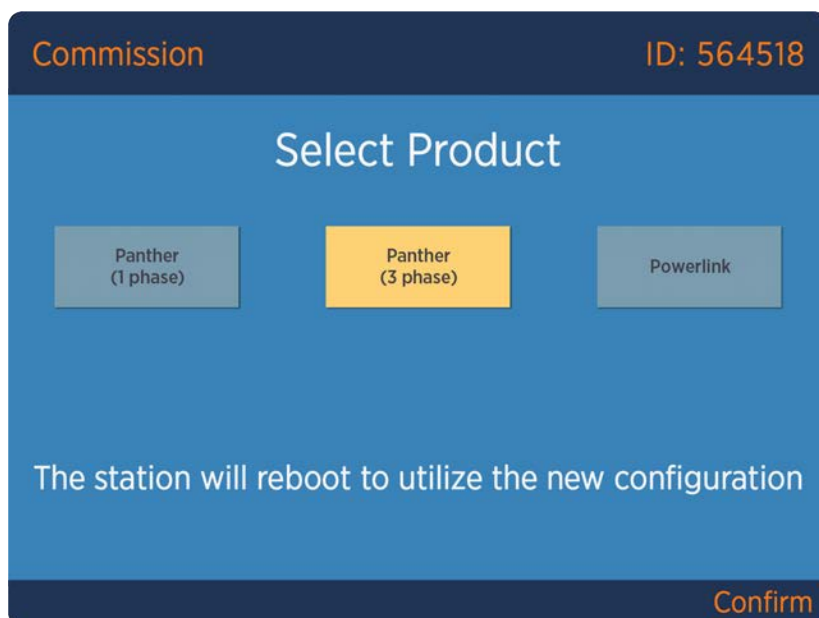 Commission
ID: 564518
Select Product
Panther
(1 phase)
Panther
(3 phase)
Powerlink
The station will reboot to utilize the new configuration
Confirm